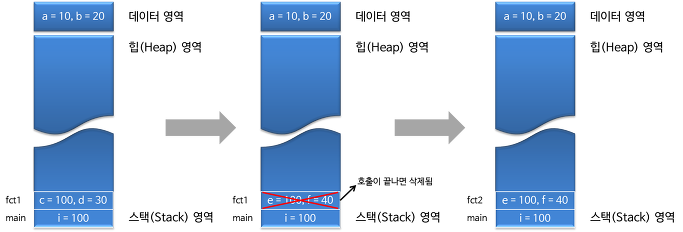 a = 10, b = 20 데이터 영역
힙(Heap) 영역
fct1 c = 100, d = 30
main i = 100 스택(Stack) 영역
a = 10, b = 20 데이터 영역
힙(Heap) 영역
호출이 끝나면 삭제됨
fct1 e = 100, f = 40
main i = 100 스택(Stack) 영역
a = 10, b = 20 데이터 영역
힙(Heap) 영역
fct2 e = 100, f = 40
main i = 100 스택(Stack) 영역